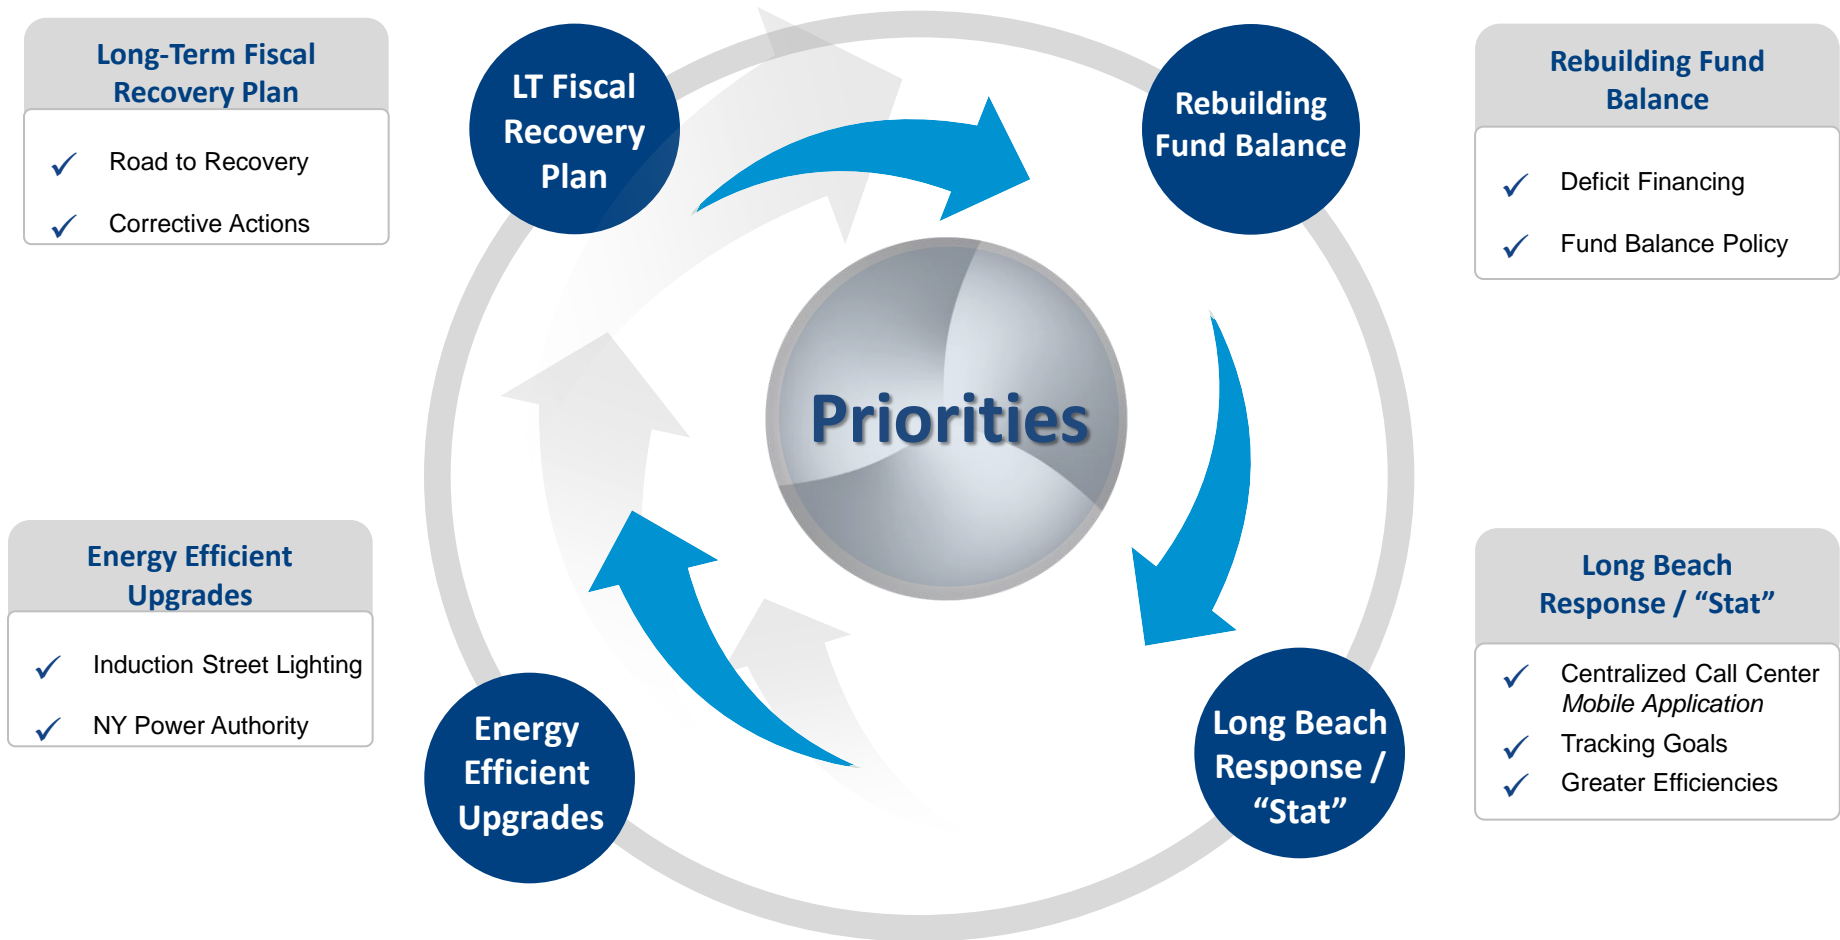 Long-Term Fiscal
Recovery Plan
Road to Recovery
Corrective Actions
LT Fiscal
Recovery
Plan
Rebuilding
Fund Balance
Rebuilding Fund
Balance
Deficit Financing
Fund Balance Policy
Priorities
Energy Efficient
Upgrades
Induction Street Lighting
NY Power Authority
Energy
Efficient
Upgrades
Long Beach
Response /
“Stat”
Long Beach
Response / “Stat”
Centralized Call Center
Mobile Application
Tracking Goals
Greater Efficiencies